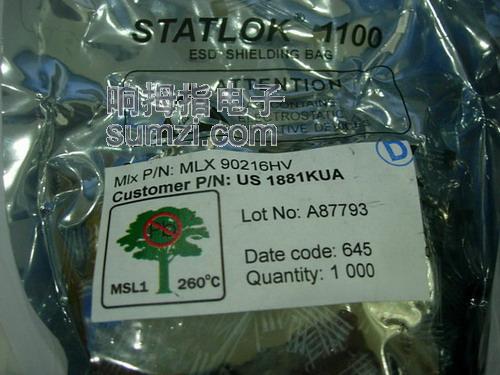 STATLOK 1100
ESD SHIELDING BAG
ATTENTION
响拇指电子
sumzi.com
Mlx P/N: MLX 90216HV
Customer P/N: US 1881KUA
Lot No: A87793
Date code: 645
Quantity: 1 000
MSL1 260°C
D